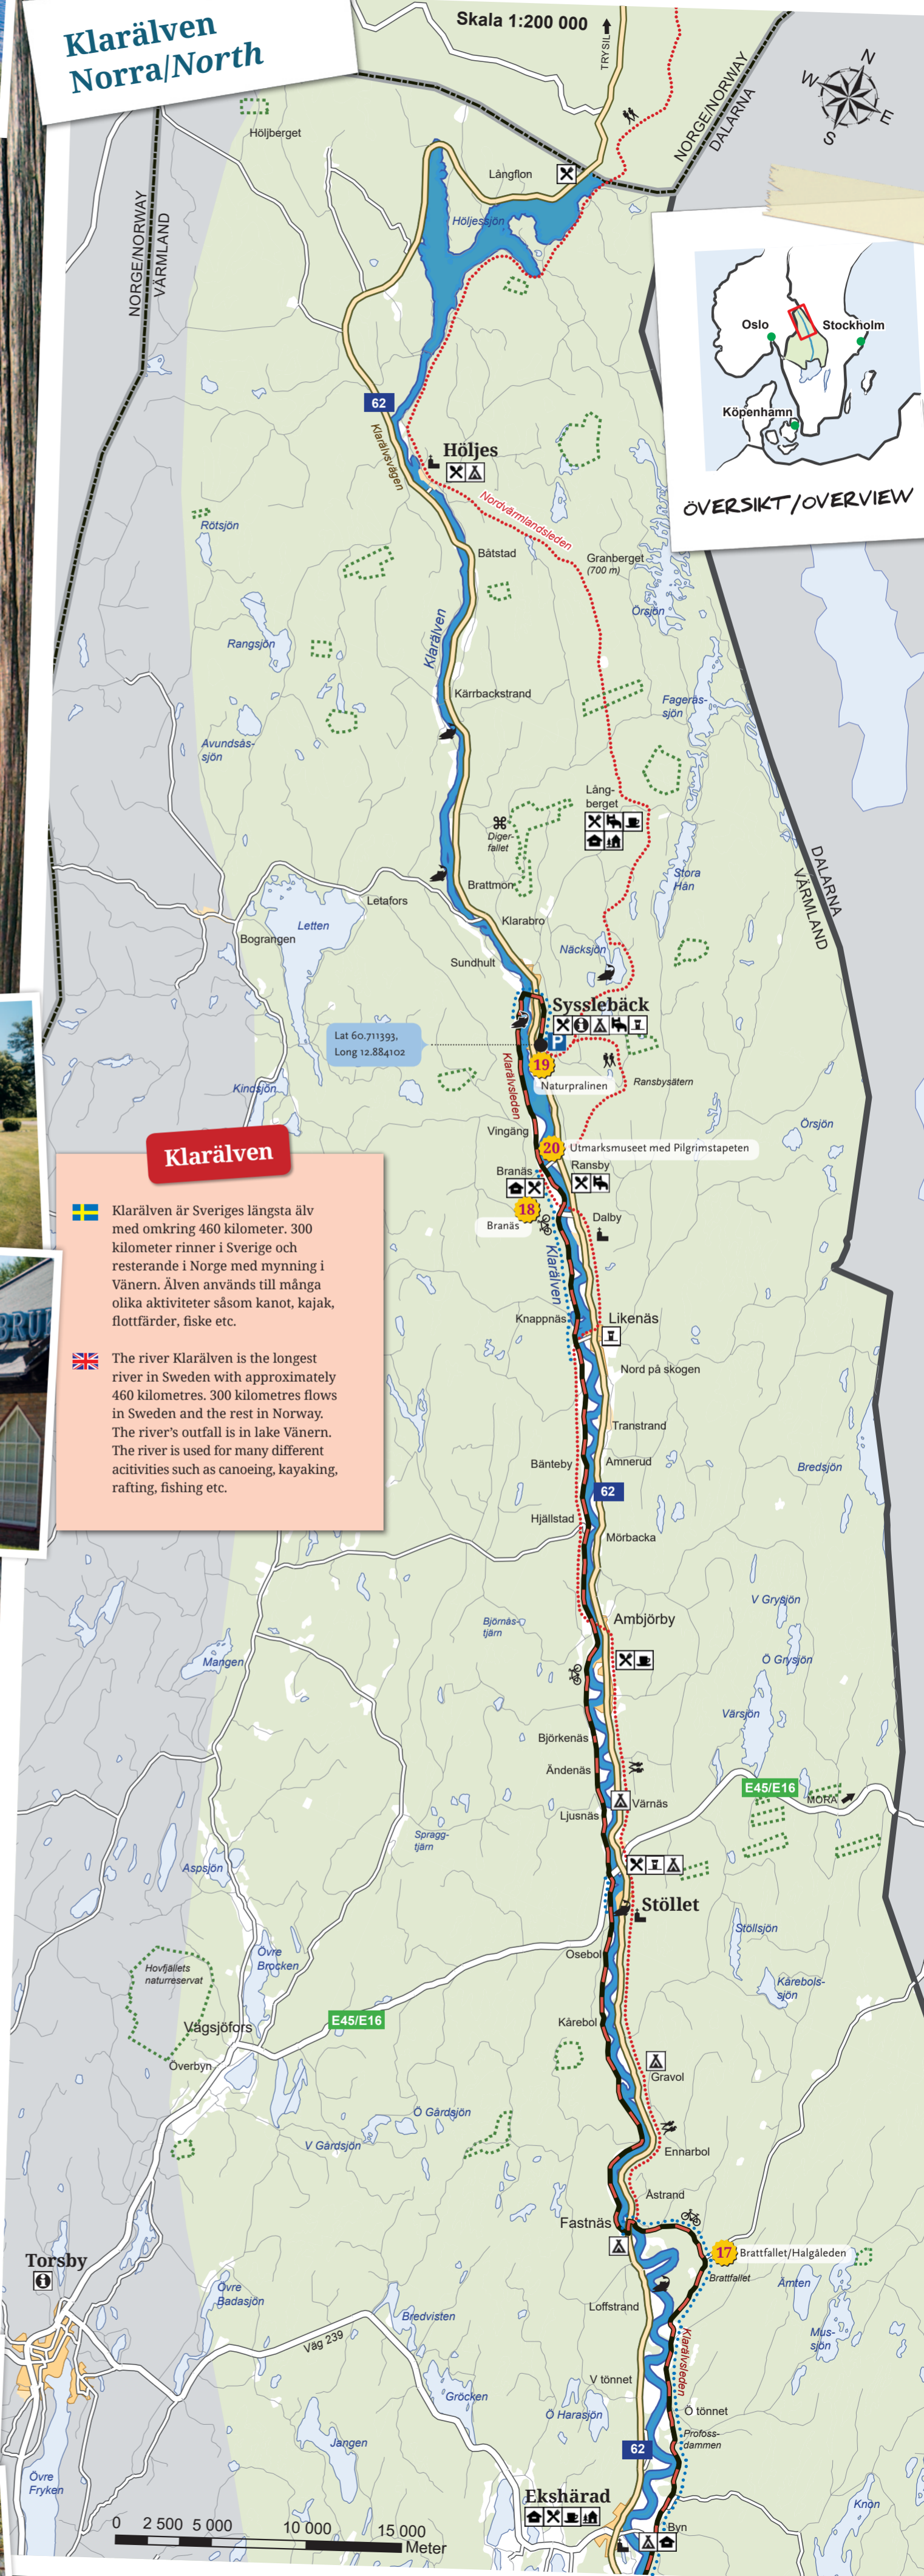 Klarälven
Norra/North
Skala 1:200 000
TRYSIL
NORGE/NORWAY
DALARNA
N
W
E
S
Höljberget
Långflon
Höljessjön
NORGE/NORWAY
VÄRMLAND
Oslo
Stockholm
Köpenhamn
ÖVERSIKT/OVERVIEW
62
Klarälvsvägen
Höljes
Nordvärmlandsleden
Rötsjön
Båtstad
Granberget
(700 m)
Örsjön
Klarälven
Rangsjön
Kärrbackstrand
Fagerås-
sjön
Avundsås-
sjön
Lång-
berget
Diger-
fallet
DALARNA
VÄRMLAND
Stora
Hån
Brattmon
Letafors
Klarabro
Letten
Bograngen
Näcksjön
Sundhult
Sysslebäck
P
Lat 60.711393,
Long 12.884102
19
Naturpralinen
Ransbysätern
Klarälvsleden
Kindsjön
Vingäng
Örsjön
20
Utmarksmuseet med Pilgrimstapeten
Ransby
Branäs
18
Branäs
Dalby
Klarälven
Klarälven
Klarälven är Sveriges längsta älv
med omkring 460 kilometer. 300
kilometer rinner i Sverige och
resterande i Norge med mynning i
Vänern. Älven används till många
olika aktiviteter såsom kanot, kajak,
flottfärder, fiske etc.
The river Klarälven is the longest
river in Sweden with approximately
460 kilometres. 300 kilometres flows
in Sweden and the rest in Norway.
The river's outfall is in lake Vänern.
The river is used for many different
acitivities such as canoeing, kayaking,
rafting, fishing etc.
BRU
Knappnäs
Likenäs
Nord på skogen
Transtrand
Bänteby
Amnerud
Bredsjön
62
Hjällstad
Mörbacka
V Grysjön
Björnås-
tjärn
Ambjörby
Ö Grysjön
Mangen
Värsjön
Björkenäs
Ändenäs
E45/E16
MORA
Värnäs
Ljusnäs
Spragg-
tjärn
Aspsjön
Stöllet
Stöllsjön
Övre
Brocken
Osebol
Hovfjällets
naturreservat
Kårebols-
sjön
E45/E16
Kårebol
Vägsjöfors
Överbyn
Gravol
Ö Gårdsjön
V Gårdsjön
Ennarbol
Åstrand
Fastnäs
17
Brattfallet/Halgåleden
Brattfallet
Torsby
Ämten
Övre
Badasjön
Loffstrand
Bredvisten
Mus-
sjön
Väg 239
Klarälvsleden
V tönnet
Gröcken
Ö Harasjön
Ö tönnet
Profoss-
dammen
Jangen
62
Övre
Fryken
Ekshärad
Knon
Byn
0 2 500 5 000 10 000 15 000
Meter